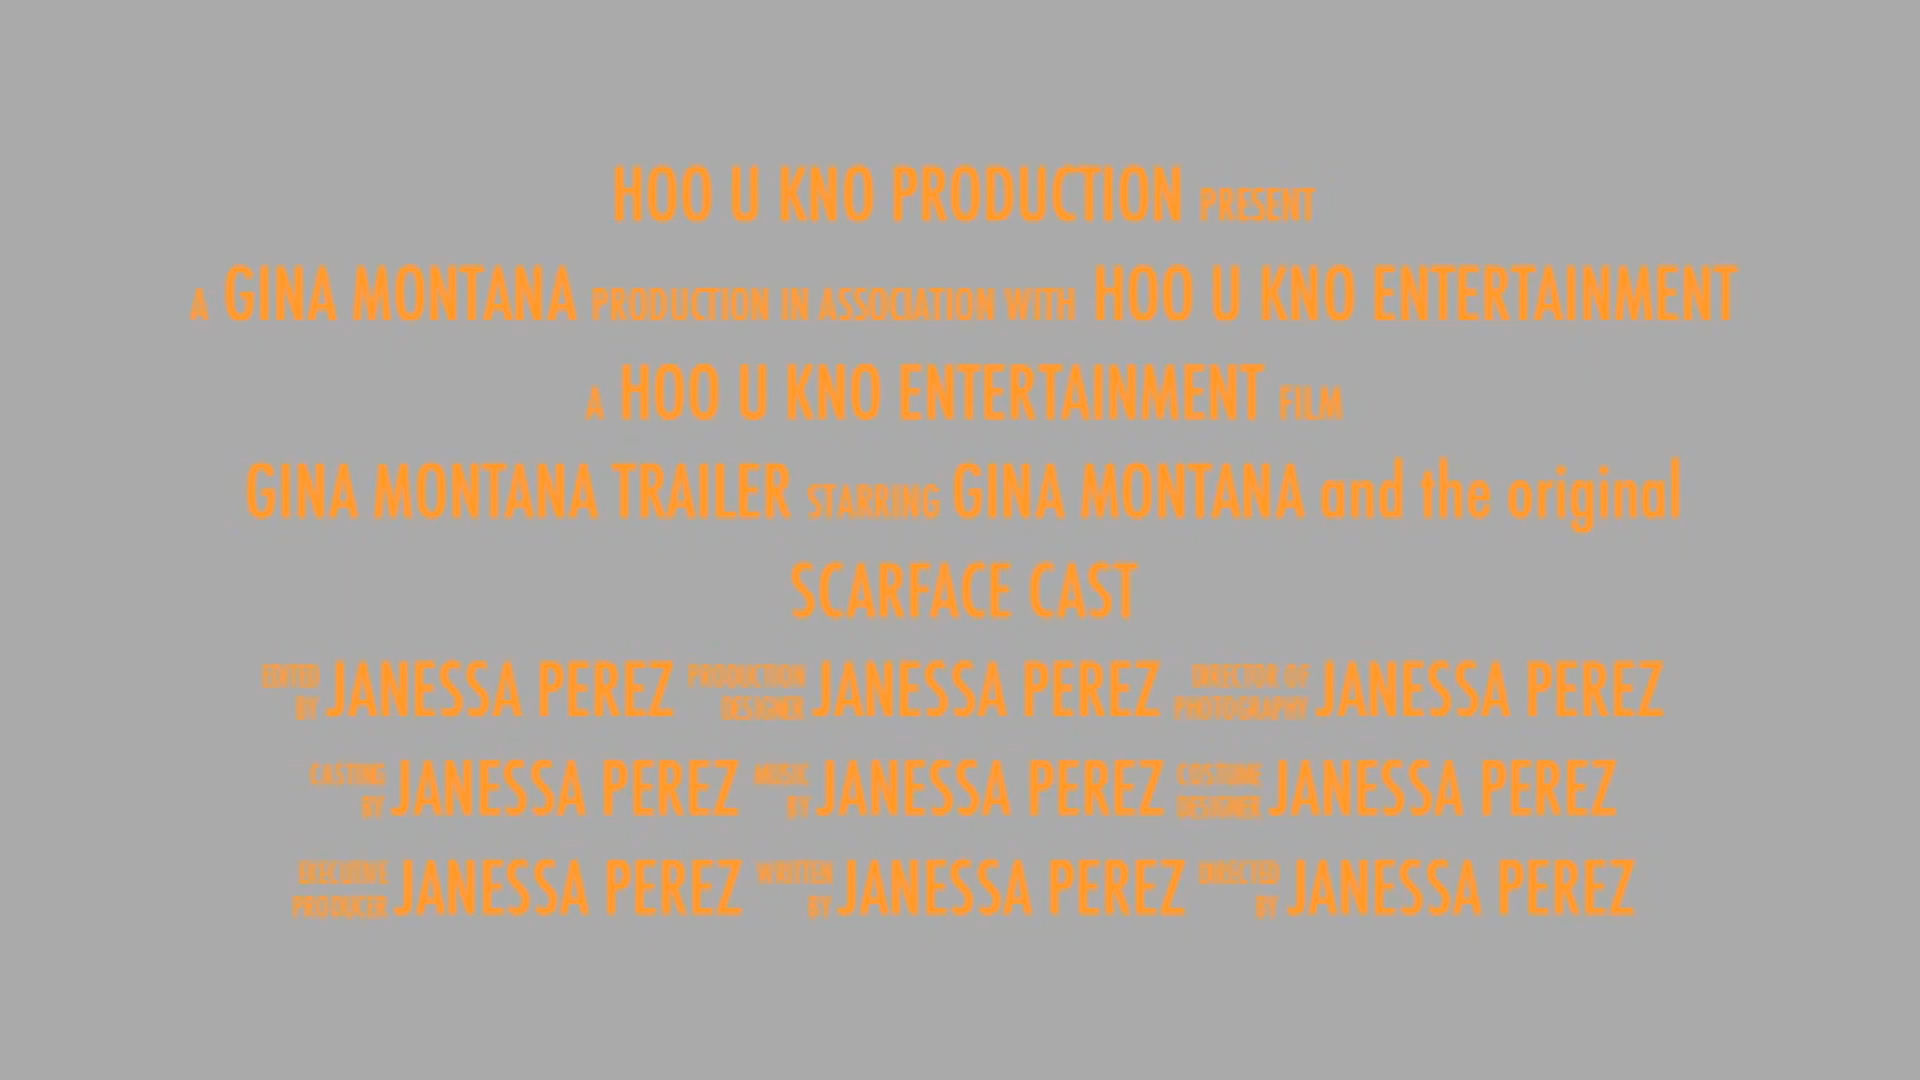 HOO U KNO PRODUCTION PRESENT
A GINA MONTANA PRODUCTION IN ASSOCIATION WITH HOO U KNO ENTERTAINMENT
A HOO U KNO ENTERTAINMENT FILM
GINA MONTANA TRAILER STARRING GINA MONTANA and the original
SCARFACE CAST
EDITED BY JANESSA PEREZ PRODUCTION DESIGNER JANESSA PEREZ DIRECTOR OF PHOTOGRAPHY JANESSA PEREZ
CASTING BY JANESSA PEREZ MUSIC BY JANESSA PEREZ COSTUME DESIGNER JANESSA PEREZ
EXECUTIVE PRODUCER JANESSA PEREZ WRITTEN BY JANESSA PEREZ DIRECTED BY JANESSA PEREZ